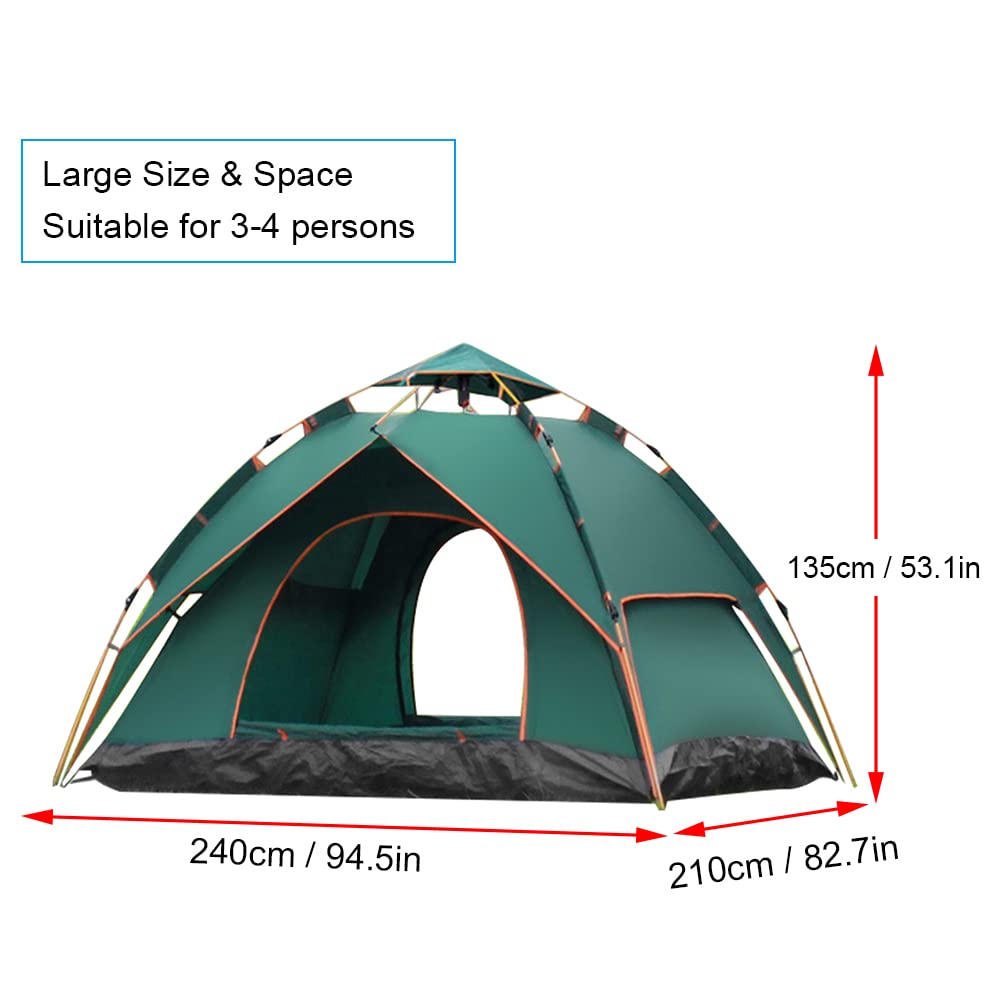 Large Size & Space
Suitable for 3-4 persons
135cm / 53.1in
240cm / 94.5in
210cm / 82.7in